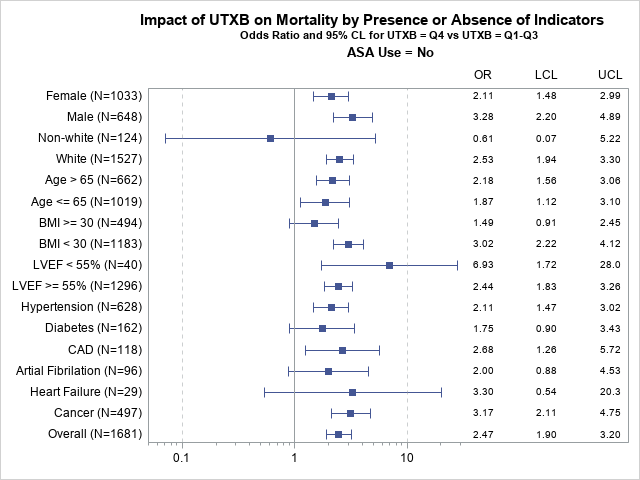 Impact of UTXB on Mortality by Presence or Absence of Indicators
Odds Ratio and 95% CL for UTXB = Q4 vs UTXB = Q1-Q3
ASA Use = No
OR LCL UCL
Female (N=1033) 2.11 1.48 2.99
Male (N=648) 3.28 2.20 4.89
Non-white (N=124) 0.61 0.07 5.22
White (N=1527) 2.53 1.94 3.30
Age > 65 (N=662) 2.18 1.56 3.06
Age <= 65 (N=1019) 1.87 1.12 3.10
BMI >= 30 (N=494) 1.49 0.91 2.45
BMI < 30 (N=1183) 3.02 2.22 4.12
LVEF < 55% (N=40) 6.93 1.72 28.0
LVEF >= 55% (N=1296) 2.44 1.83 3.26
Hypertension (N=628) 2.11 1.47 3.02
Diabetes (N=162) 1.75 0.90 3.43
CAD (N=118) 2.68 1.26 5.72
Artial Fibrilation (N=96) 2.00 0.88 4.53
Heart Failure (N=29) 3.30 0.54 20.3
Cancer (N=497) 3.17 2.11 4.75
Overall (N=1681) 2.47 1.90 3.20
0.1 1 10